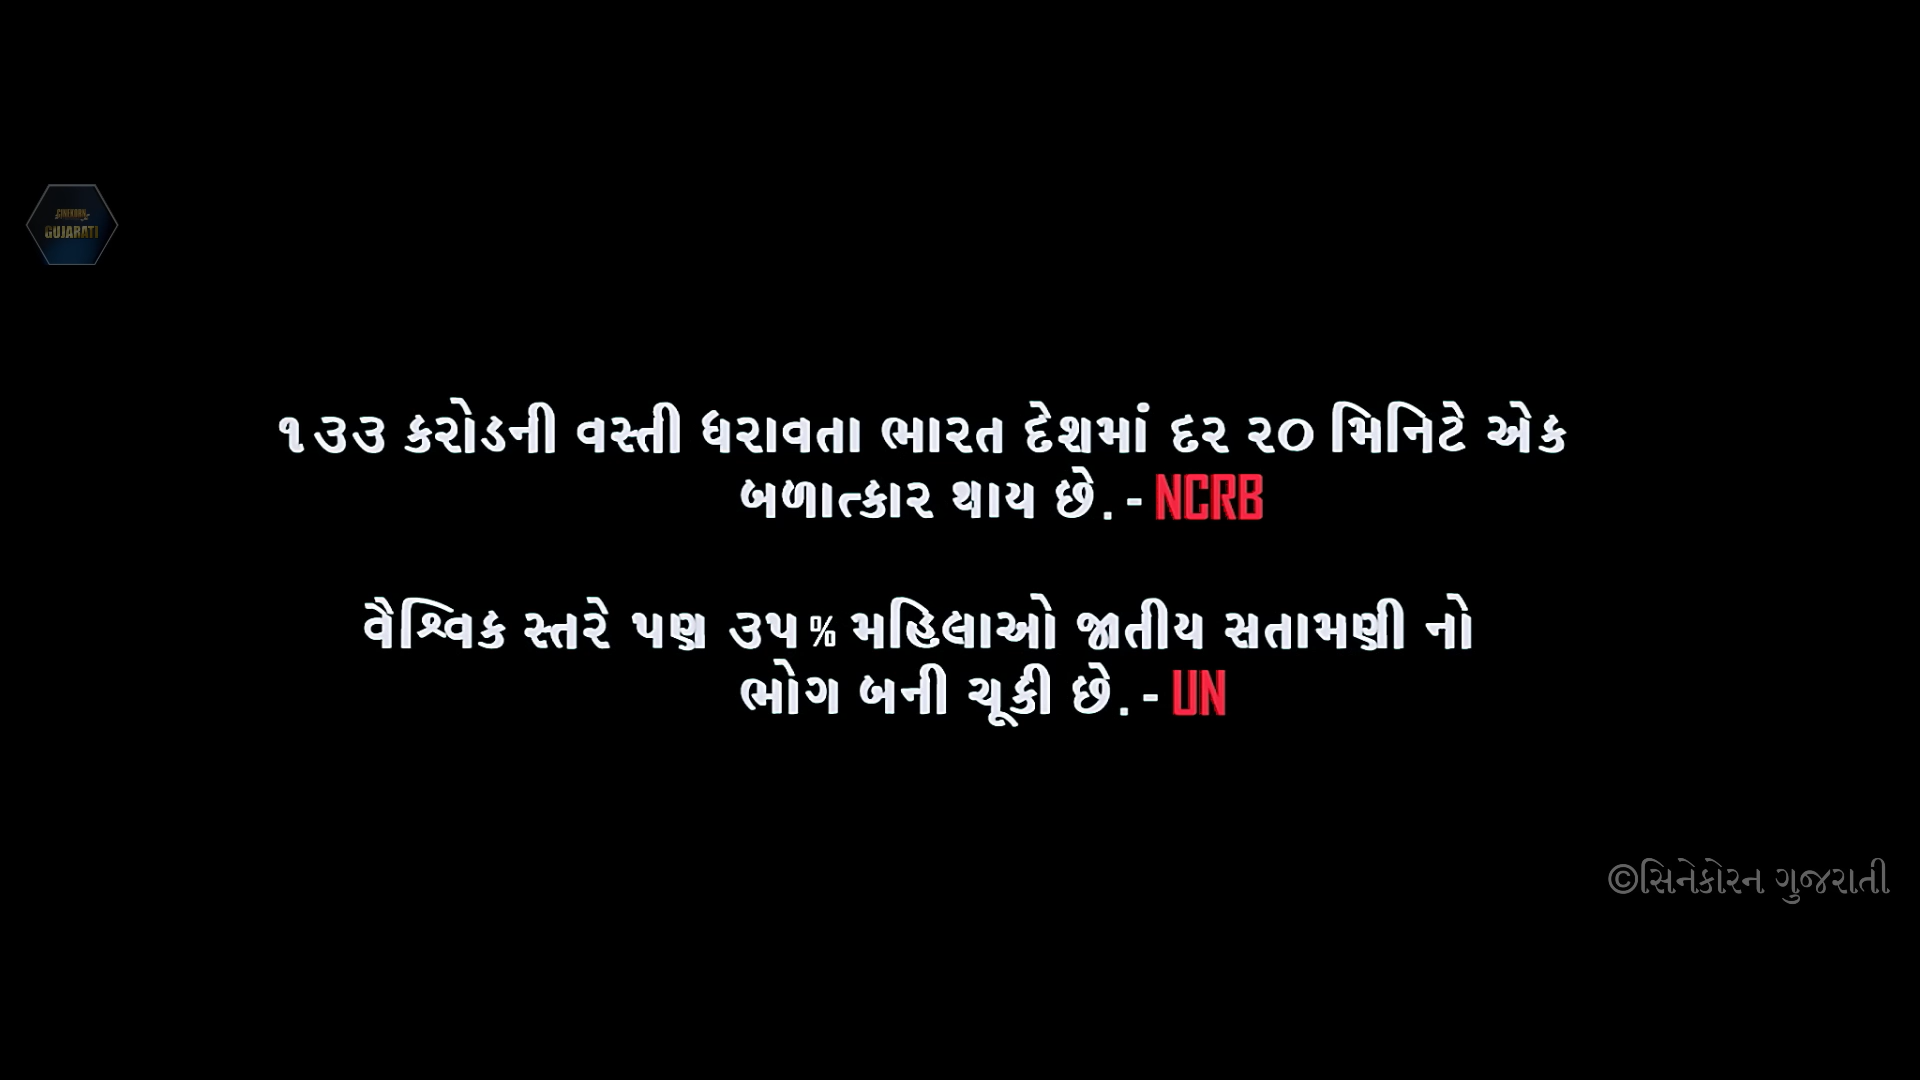 CINEKORN
GUJARATI
૧૩૩ કરોડની વસ્તી ધરાવતા ભારત દેશમાં દર ૨૦ મિનિટે એક
બળાત્કાર થાય છે.- NCRB
વૈશ્વિક સ્તરે પણ ૩૫% મહિલાઓ જાતીય સતામણી નો
ભોગ બની ચૂકી છે.- UN
©સિનેકોરન ગુજરાતી